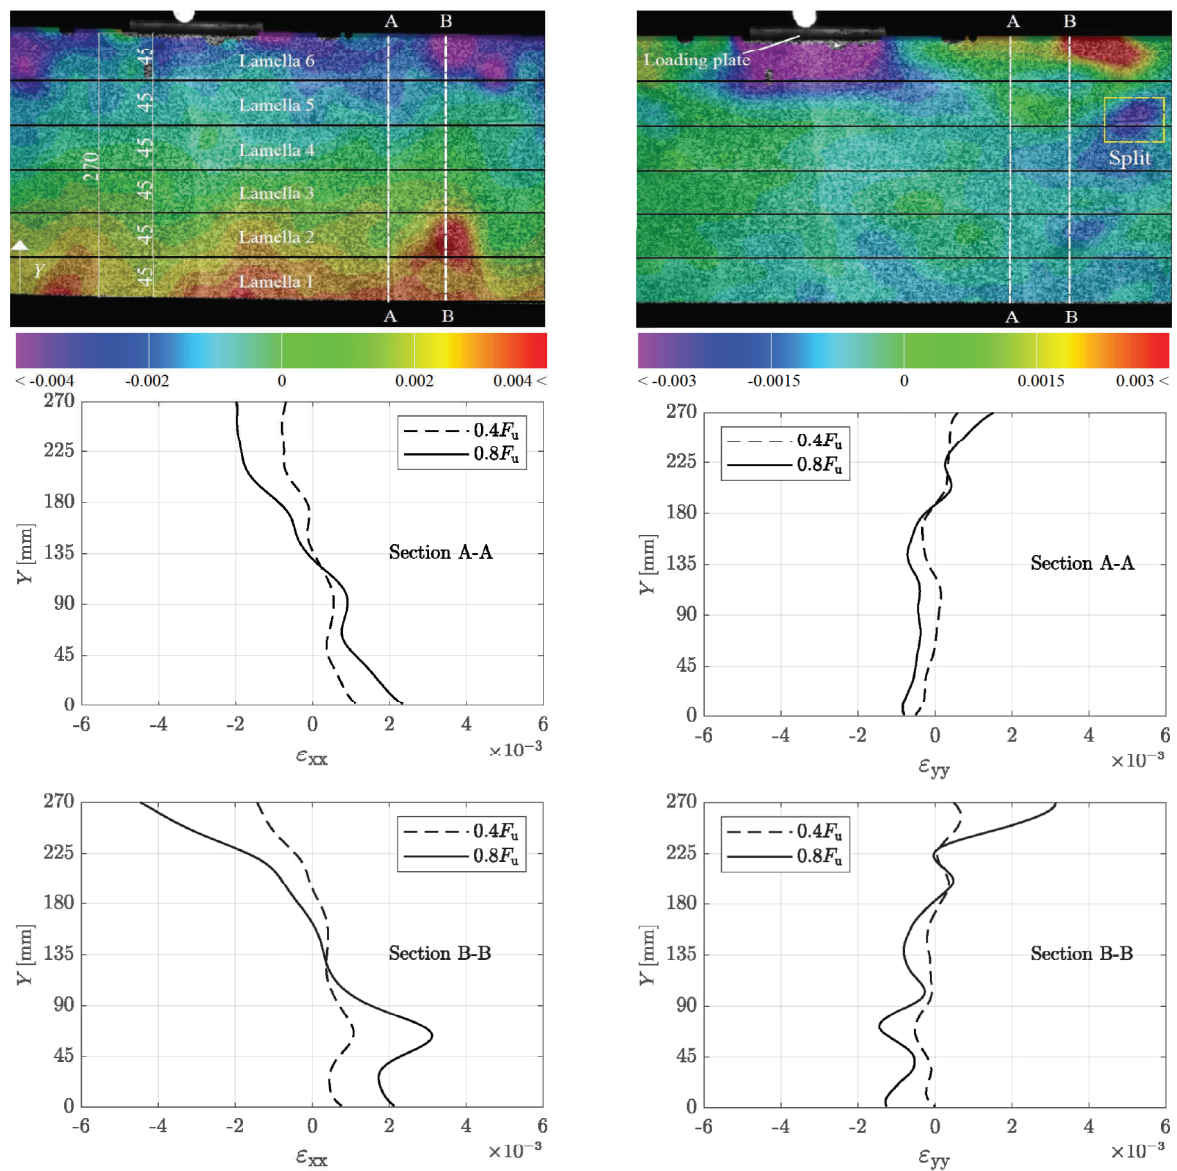 A B
Lamella 6
Lamella 5
Lamella 4
Lamella 3
Lamella 2
Lamella 1
270
45
45
45
45
45
45
Y
A B
< -0.004 -0.002 0 0.002 0.004 <
A B
Loading plate
Split
A B
< -0.003 -0.0015 0 0.0015 0.003 <
270
225
180
135
90
45
0
Y [mm]
0.4Fu
0.8Fu
Section A-A
-6 -4 -2 0 2 4 6
×10⁻³
εxx
270
225
180
135
90
45
0
Y [mm]
0.4Fu
0.8Fu
Section A-A
-6 -4 -2 0 2 4 6
×10⁻³
εyy
270
225
180
135
90
45
0
Y [mm]
0.4Fu
0.8Fu
Section B-B
-6 -4 -2 0 2 4 6
×10⁻³
εxx
270
225
180
135
90
45
0
Y [mm]
0.4Fu
0.8Fu
Section B-B
-6 -4 -2 0 2 4 6
×10⁻³
εyy